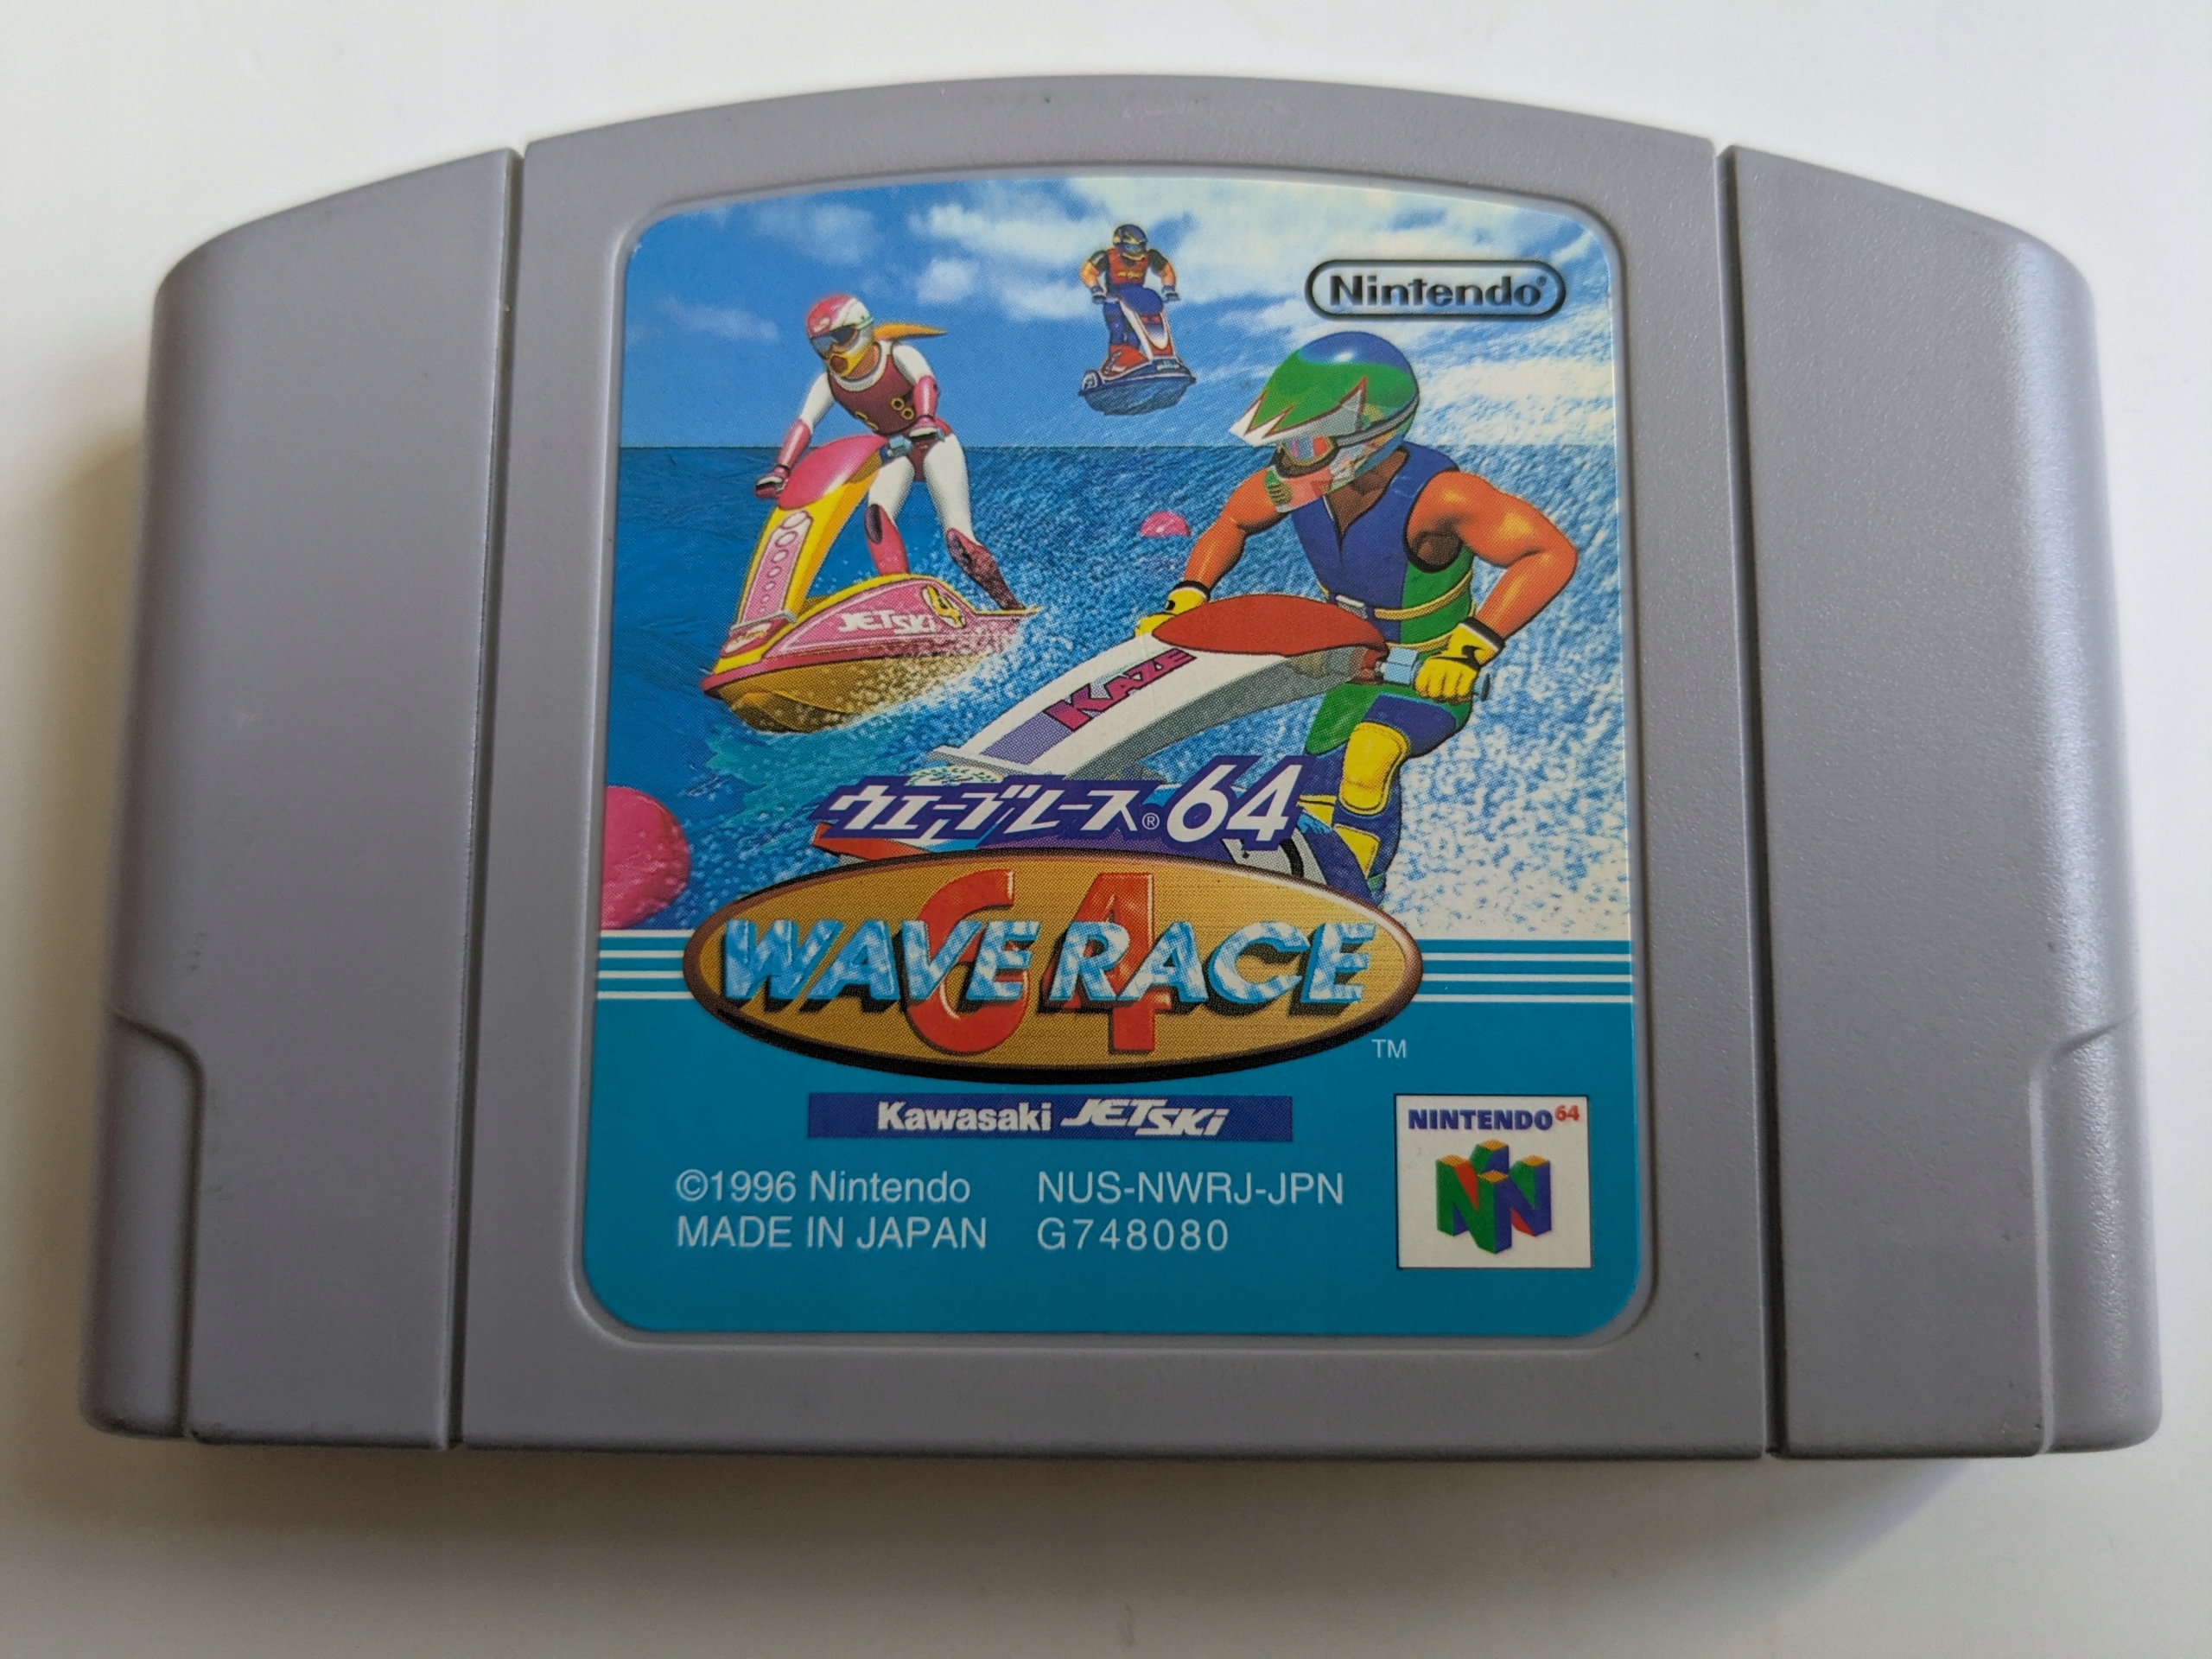 Nintendo®
JETSKI
4
KAZE
ウエーブレース®64
WAVE RACE
64
TM
Kawasaki JETSKI
NINTENDO64
©1996 Nintendo NUS-NWRJ-JPN
MADE IN JAPAN G748080